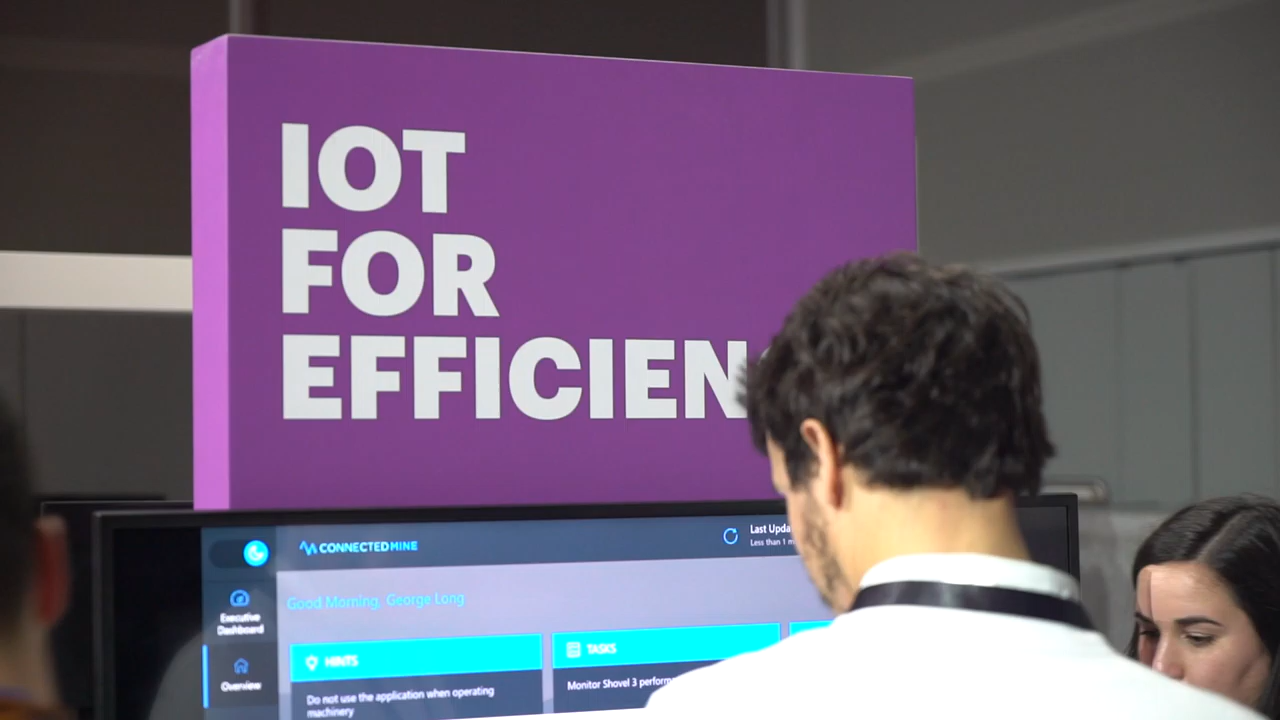 IOT
FOR
EFFICIEN
CONNECTEDMINE
Last Upda
Less than 1 m
Good Morning, George Long
Executive
Dashboard
HINTS
TASKS
Overview
Do not use the application when operating
machinery
Monitor Shovel 3 perform